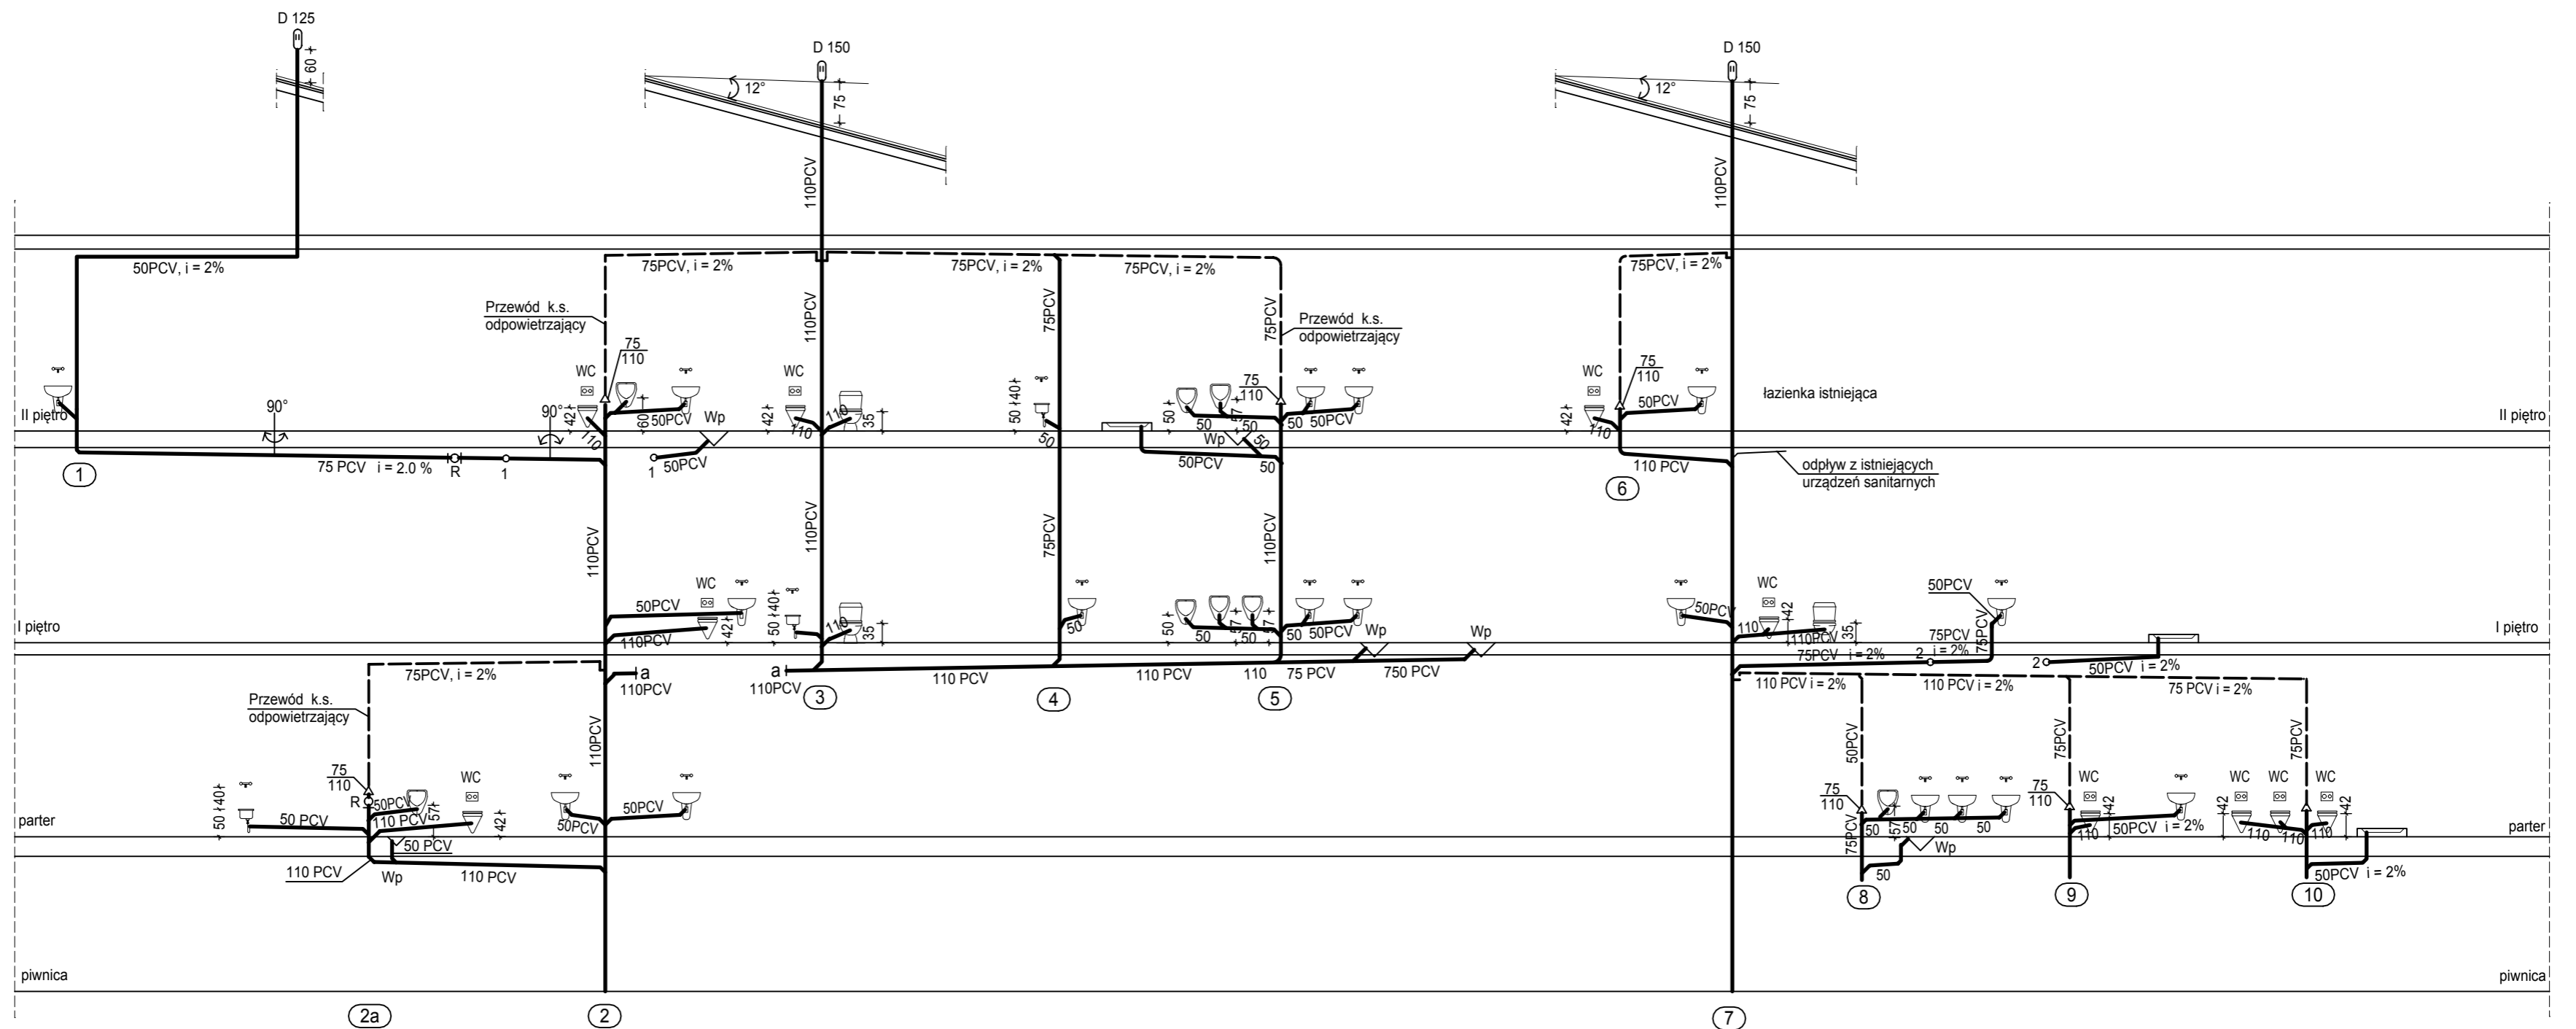 D 125
D 150
D 150
60
12°
75
12°
75
110PCV
110PCV
50PCV, i = 2%
75PCV, i = 2%
75PCV, i = 2%
75PCV, i = 2%
75PCV, i = 2%
Przewód k.s.
odpowietrzający
110PCV
75PCV
75PCV
Przewód k.s.
odpowietrzający
75
110
WC
WC
75
110
WC
75
110
łazienka istniejąca
II piętro
90°
90°
42
110
60
50PCV
Wp
42
110
110
35
50
40
50
50
50
57
50
Wp
50
50
50PCV
42
110
50PCV
II piętro
1
75 PCV i = 2.0 %
R
1
1
50PCV
50PCV
50
110 PCV
6
odpływ z istniejących
urządzeń sanitarnych
110PCV
110PCV
75PCV
110PCV
WC
50PCV
42
110PCV
50
40
110
35
50
50
50
57
50
57
50
50PCV
Wp
Wp
50PCV
WC
110
42
110PCV
35
50PCV
75PCV
75PCV
i = 2%
I piętro
I piętro
75PCV, i = 2%
a
110PCV
a
110PCV
3
110 PCV
4
110 PCV
110
5
75 PCV
750 PCV
75PCV i = 2%
2
2
50PCV i = 2%
110 PCV i = 2%
110 PCV i = 2%
75 PCV i = 2%
Przewód k.s.
odpowietrzający
110PCV
50PCV
75PCV
75PCV
75
110
R
50PCV
WC
57
42
110 PCV
50
40
50 PCV
50PCV
50PCV
75
110
75PCV
50
57
50
50
50
75
110
WC
42
110
50PCV i = 2%
WC
WC
WC
42
110
110
110
42
parter
parter
50 PCV
110 PCV
Wp
110 PCV
Wp
50
8
9
10
50PCV i = 2%
piwnica
piwnica
2a
2
7